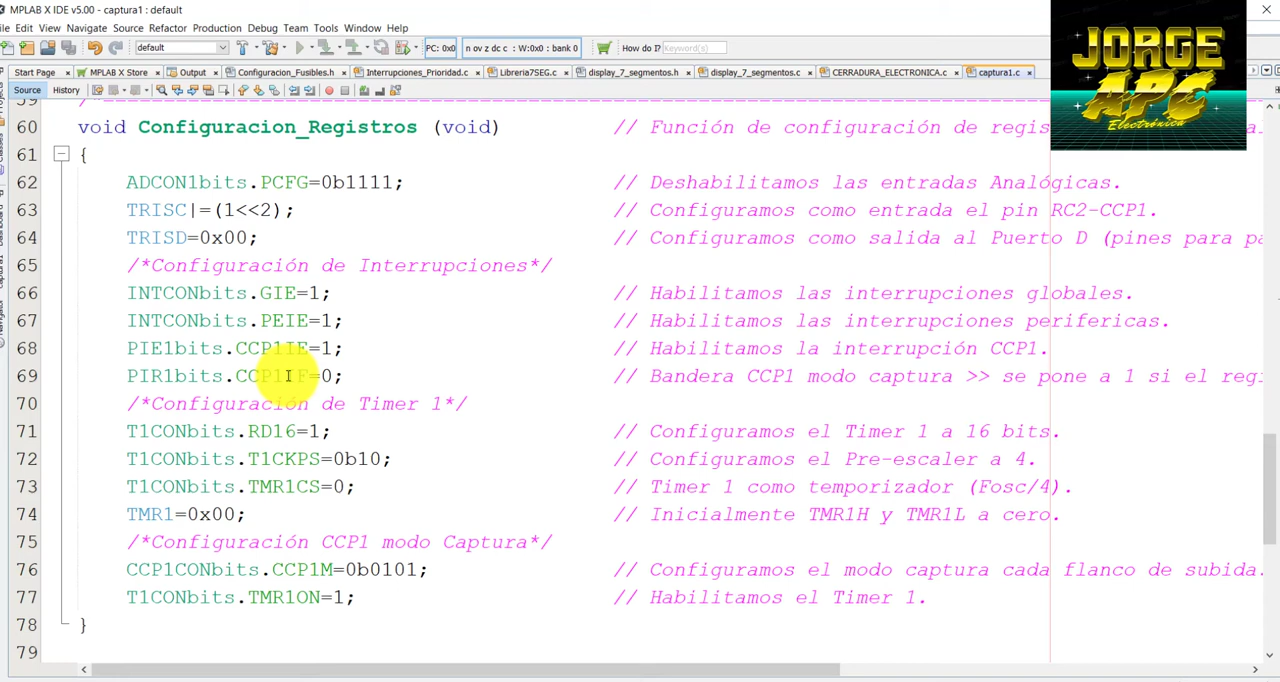 MPLAB X IDE v5.00 - captura1 : default
File Edit View Navigate Source Refactor Production Debug Team Tools Window Help
default PC: 0x0 n ov z dc c : W:0x0 : bank 0 How do I? Keyword(s)
Start Page MPLAB X Store Output Configuracion_Fusibles.h Interrupciones_Prioridad.c Libreria7SEG.c display_7_segmentos.h display_7_segmentos.c CERRADURA_ELECTRONICA.c captura1.c
Source History
JORGE
APC
Electrónica
59
60 void Configuracion_Registros (void) // Función de configuración de regis
61 {
62 ADCON1bits.PCFG=0b1111; // Deshabilitamos las entradas Analógicas.
63 TRISC|=(1<<2); // Configuramos como entrada el pin RC2-CCP1.
64 TRISD=0x00; // Configuramos como salida al Puerto D (pines para pa
65 /*Configuración de Interrupciones*/
66 INTCONbits.GIE=1; // Habilitamos las interrupciones globales.
67 INTCONbits.PEIE=1; // Habilitamos las interrupciones perifericas.
68 PIE1bits.CCP1IE=1; // Habilitamos la interrupción CCP1.
69 PIR1bits.CCP1IF=0; // Bandera CCP1 modo captura >> se pone a 1 si el regi
70 /*Configuración de Timer 1*/
71 T1CONbits.RD16=1; // Configuramos el Timer 1 a 16 bits.
72 T1CONbits.T1CKPS=0b10; // Configuramos el Pre-escaler a 4.
73 T1CONbits.TMR1CS=0; // Timer 1 como temporizador (Fosc/4).
74 TMR1=0x00; // Inicialmente TMR1H y TMR1L a cero.
75 /*Configuración CCP1 modo Captura*/
76 CCP1CONbits.CCP1M=0b0101; // Configuramos el modo captura cada flanco de subida.
77 T1CONbits.TMR1ON=1; // Habilitamos el Timer 1.
78 }
79